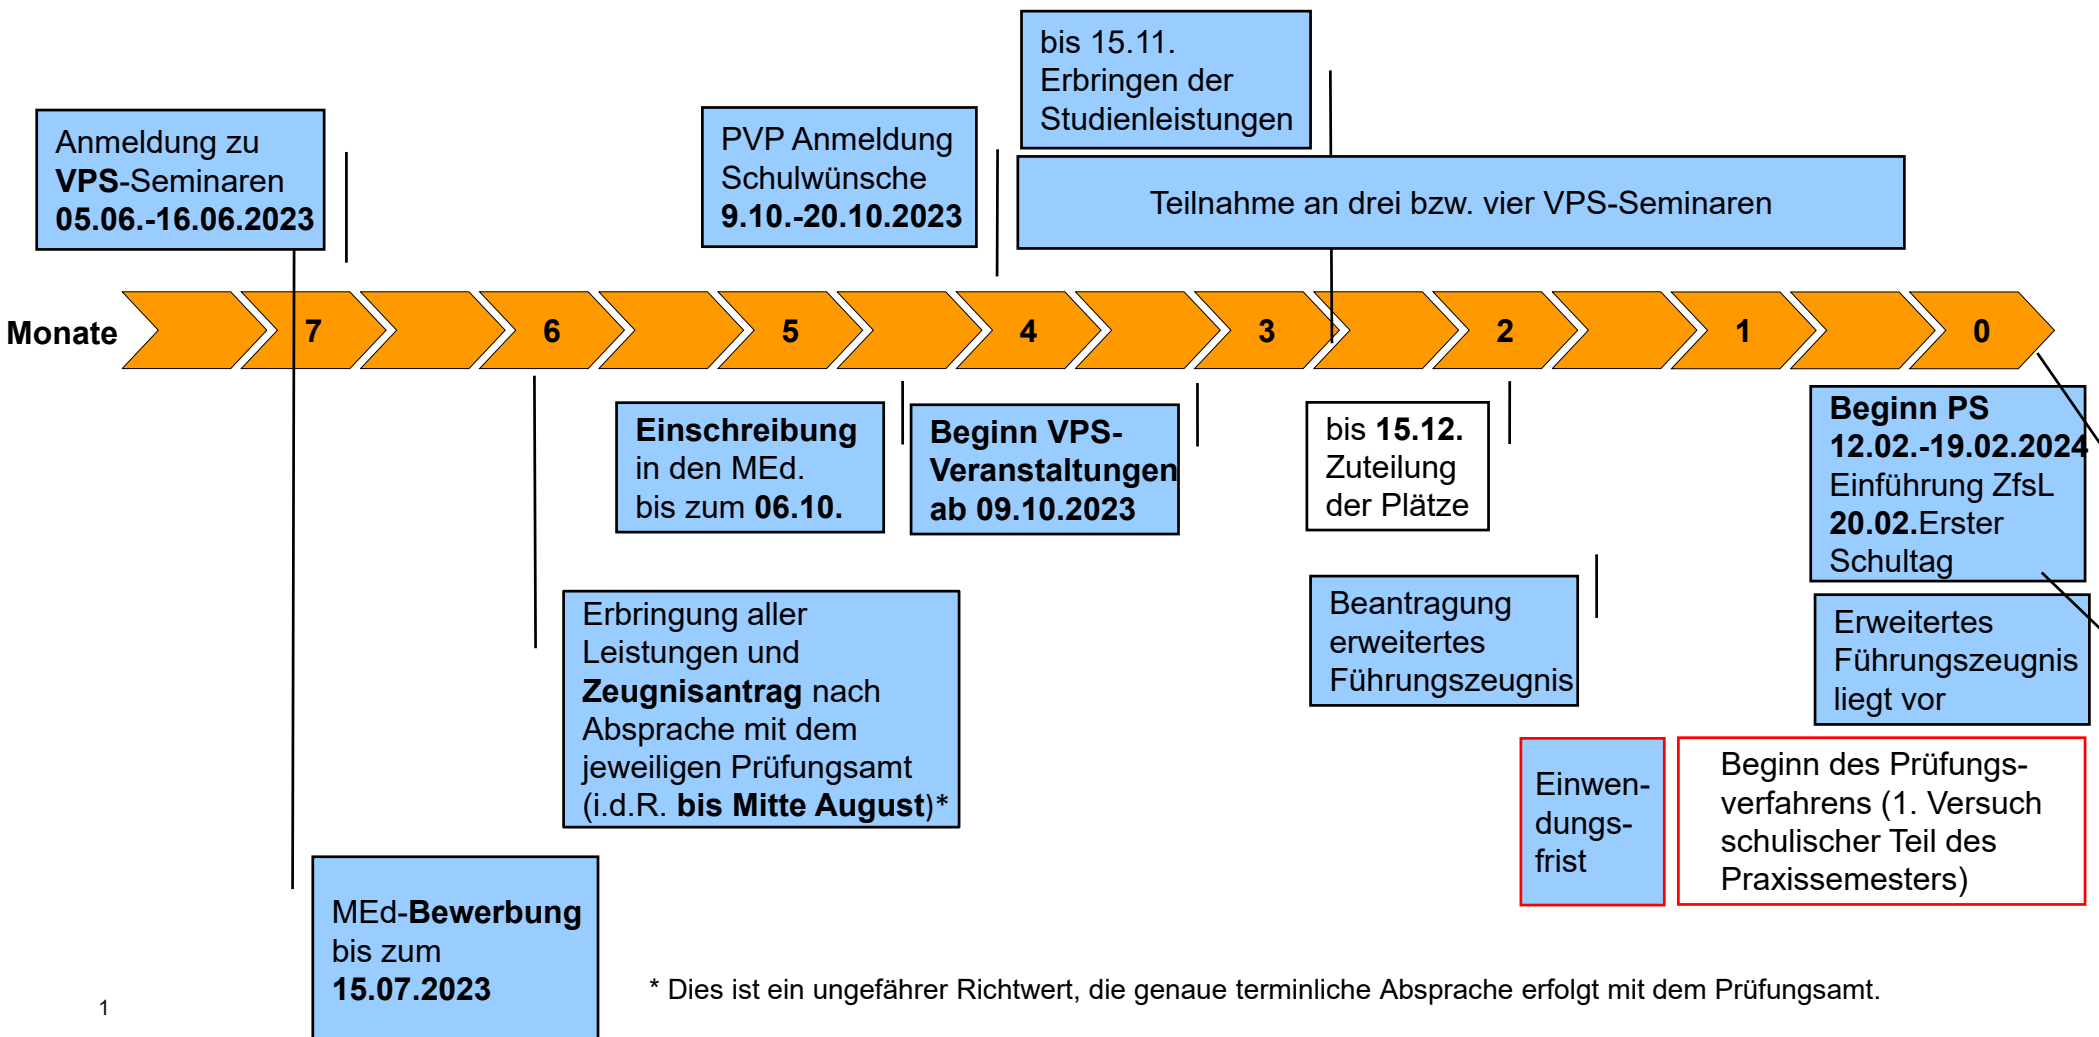 bis 15.11.
Erbringen der
Studienleistungen
Anmeldung zu
VPS-Seminaren
05.06.-16.06.2023
PVP Anmeldung
Schulwünsche
9.10.-20.10.2023
Teilnahme an drei bzw. vier VPS-Seminaren
Monate
7
6
5
4
3
2
1
0
Einschreibung
in den MEd.
bis zum 06.10.
Beginn VPS-
Veranstaltungen
ab 09.10.2023
bis 15.12.
Zuteilung
der Plätze
Beginn PS
12.02.-19.02.2024
Einführung ZfsL
20.02.Erster
Schultag
Erbringung aller
Leistungen und
Zeugnisantrag nach
Absprache mit dem
jeweiligen Prüfungsamt
(i.d.R. bis Mitte August)*
Beantragung
erweitertes
Führungszeugnis
Erweitertes
Führungszeugnis
liegt vor
Einwen-
dungs-
frist
Beginn des Prüfungs-
verfahrens (1. Versuch
schulischer Teil des
Praxissemesters)
MEd-Bewerbung
bis zum
15.07.2023
* Dies ist ein ungefährer Richtwert, die genaue terminliche Absprache erfolgt mit dem Prüfungsamt.
1